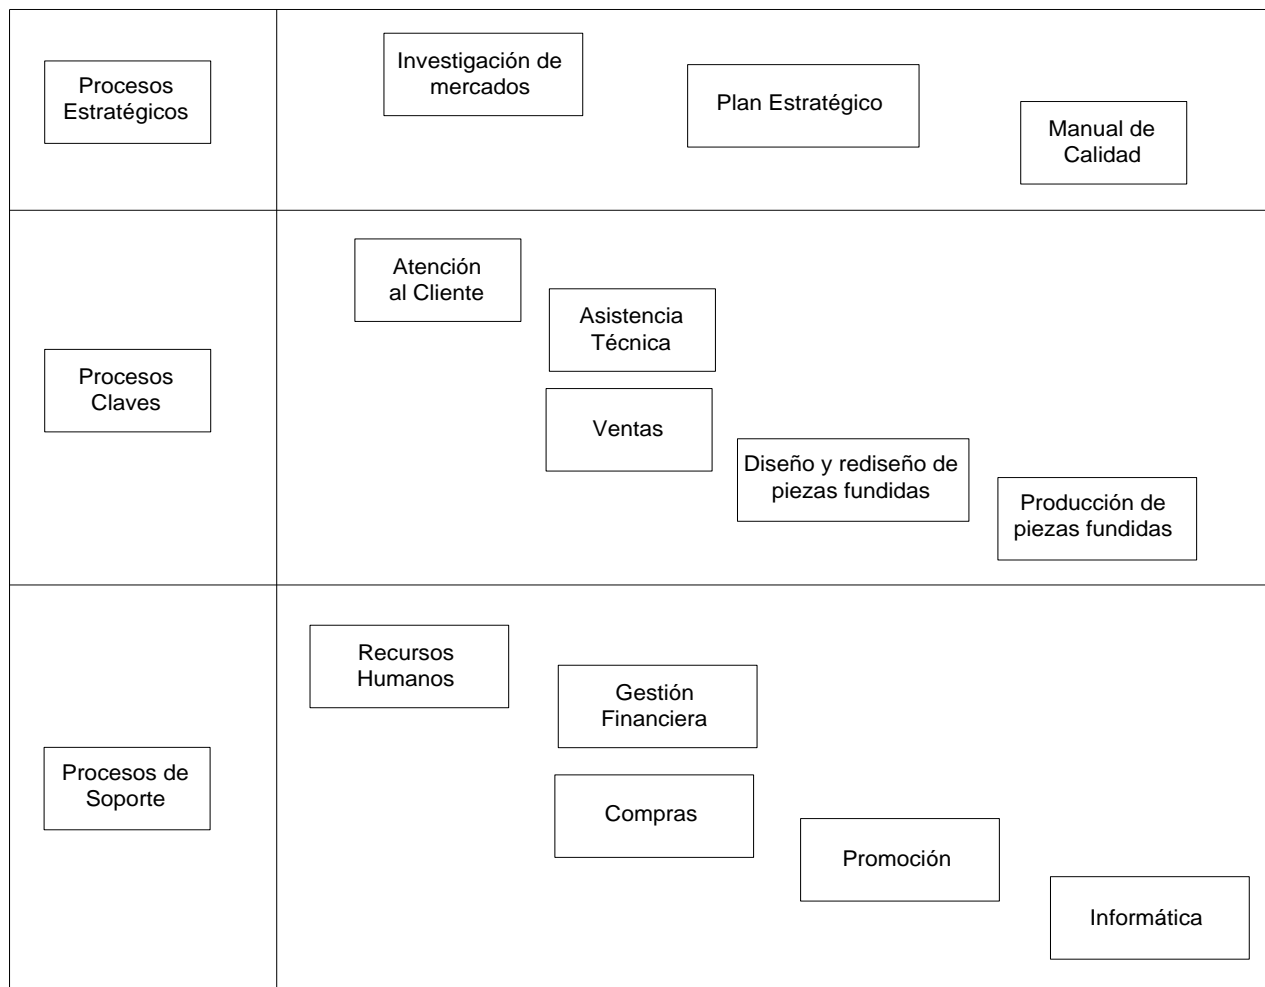 Procesos
Estratégicos
Investigación de
mercados
Plan Estratégico
Manual de
Calidad
Procesos
Claves
Atención
al Cliente
Asistencia
Técnica
Ventas
Diseño y rediseño de
piezas fundidas
Producción de
piezas fundidas
Procesos de
Soporte
Recursos
Humanos
Gestión
Financiera
Compras
Promoción
Informática